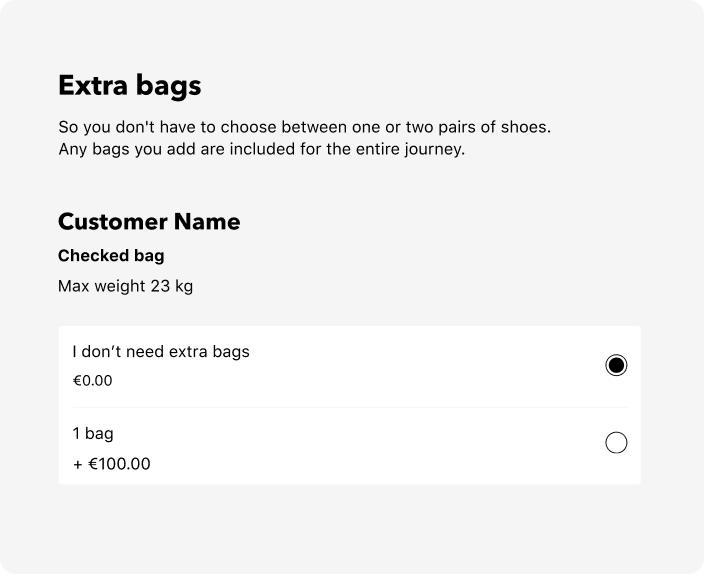 Extra bags
So you don't have to choose between one or two pairs of shoes.
Any bags you add are included for the entire journey.
Customer Name
Checked bag
Max weight 23 kg
I don’t need extra bags
€0.00
1 bag
+ €100.00